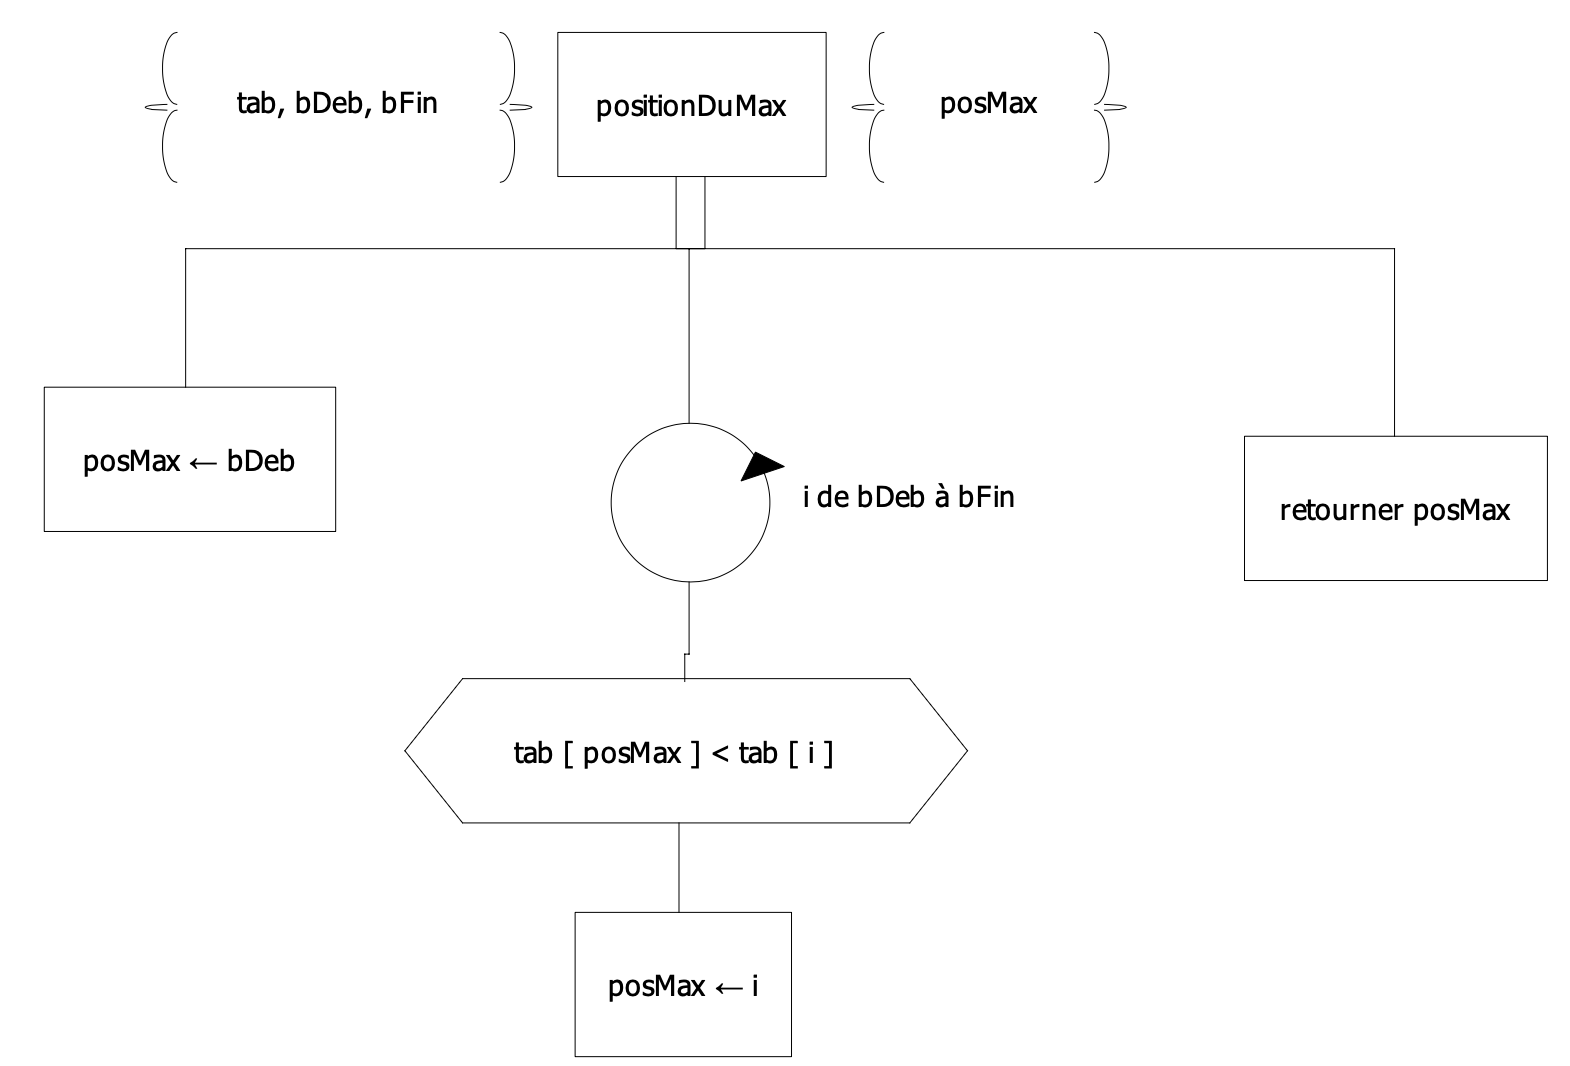 tab, bDeb, bFin
positionDuMax
posMax
posMax ← bDeb
i de bDeb à bFin
retourner posMax
tab [ posMax ] < tab [ i ]
posMax ← i